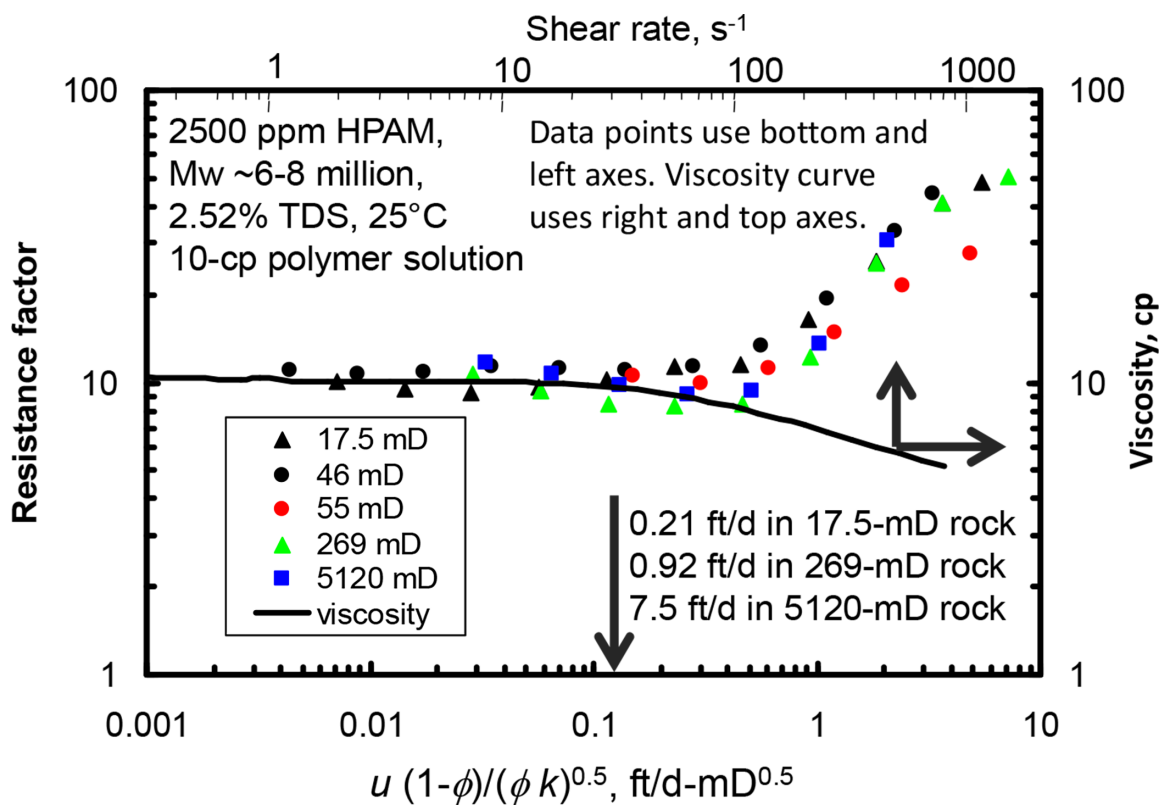 Shear rate, s⁻¹
1 10 100 1000
100 100
2500 ppm HPAM,
Mw ~6-8 million,
2.52% TDS, 25°C
10-cp polymer solution
Data points use bottom and
left axes. Viscosity curve
uses right and top axes.
Resistance factor
Viscosity, cp
10 10
17.5 mD
46 mD
55 mD
269 mD
5120 mD
viscosity
0.21 ft/d in 17.5-mD rock
0.92 ft/d in 269-mD rock
7.5 ft/d in 5120-mD rock
1 1
0.001 0.01 0.1 1 10
u (1-ϕ)/(ϕ k)⁰·⁵, ft/d-mD⁰·⁵